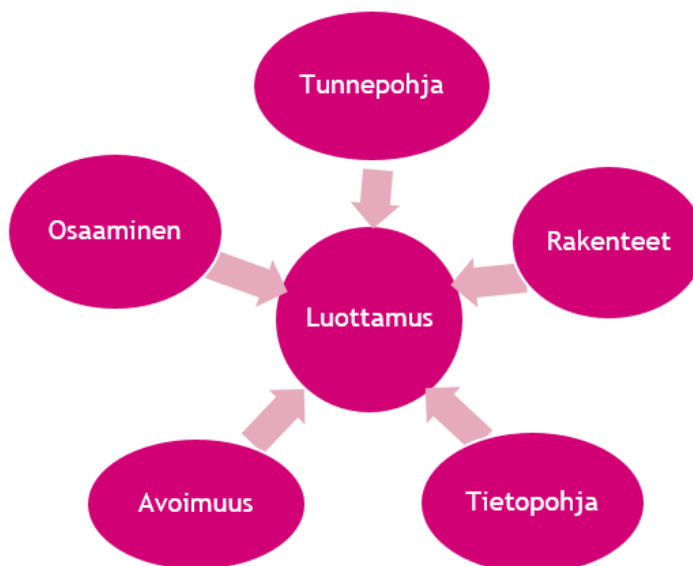 Tunnepohja
Osaaminen
Rakenteet
Luottamus
Avoimuus
Tietopohja